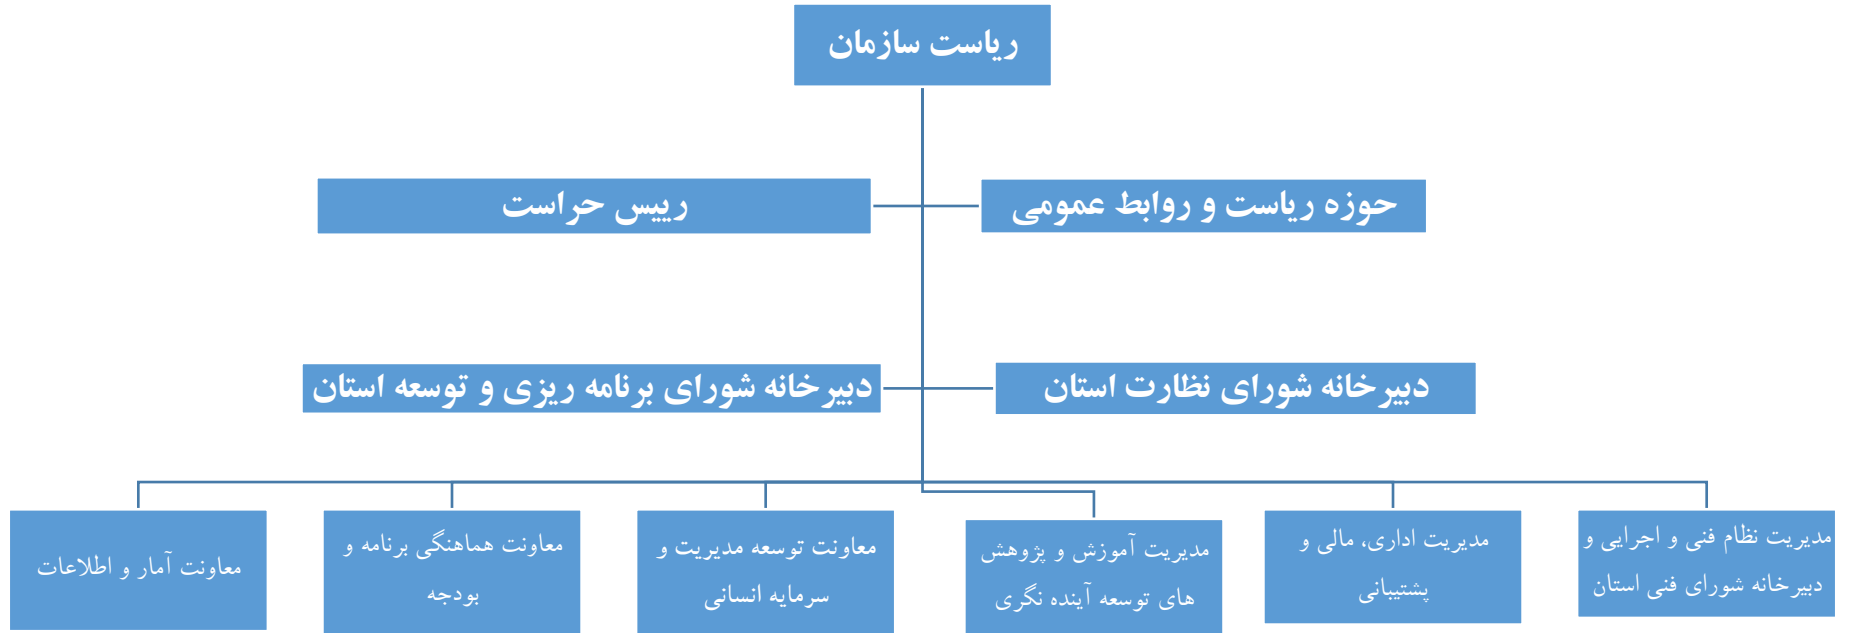 ریاست سازمان
حوزه ریاست و روابط عمومی
رییس حراست
دبیرخانه شورای نظارت استان
دبیرخانه شورای برنامه ریزی و توسعه استان
مدیریت نظام فنی و اجرایی و
دبیرخانه شورای فنی استان
مدیریت اداری، مالی و
پشتیبانی
مدیریت آموزش و پژوهش
های توسعه آینده نگری
معاونت توسعه مدیریت و
سرمایه انسانی
معاونت هماهنگی برنامه و
بودجه
معاونت آمار و اطلاعات